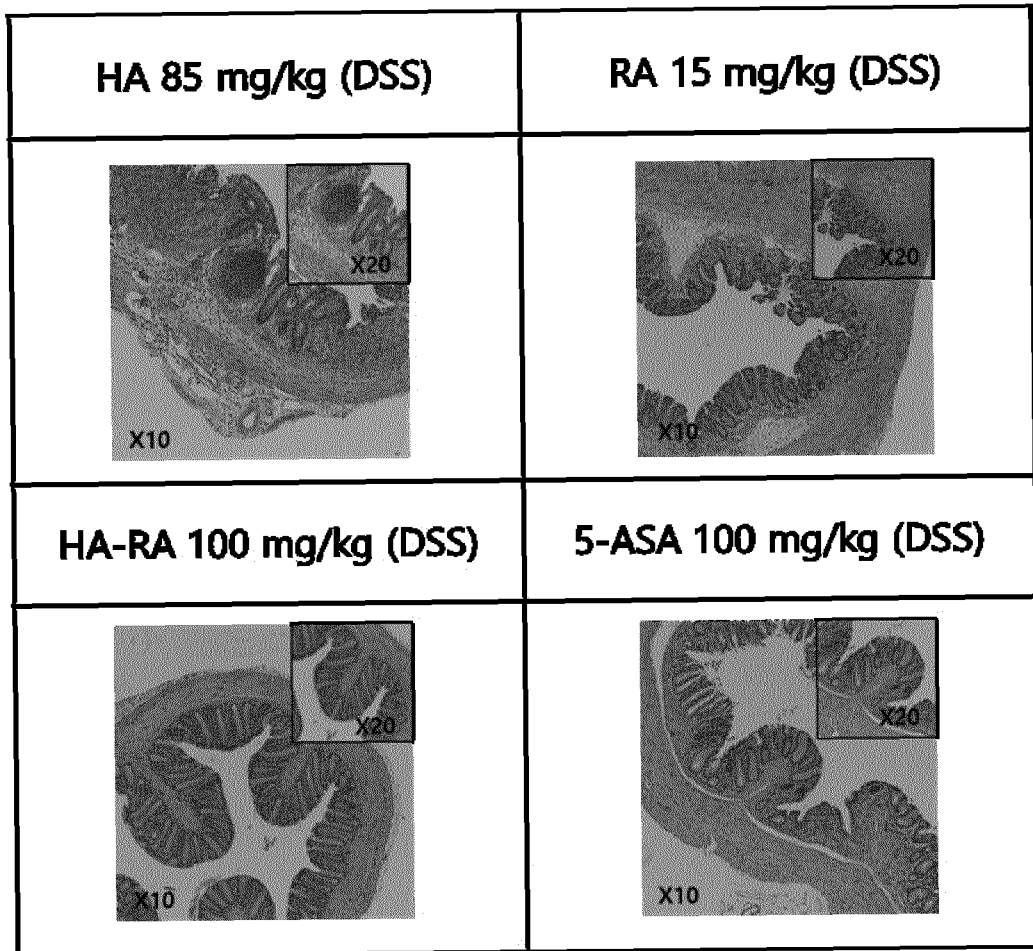 HA 85 mg/kg (DSS)
RA 15 mg/kg (DSS)
X20
X10
X20
X10
HA-RA 100 mg/kg (DSS)
5-ASA 100 mg/kg (DSS)
X20
X10
X20
X10